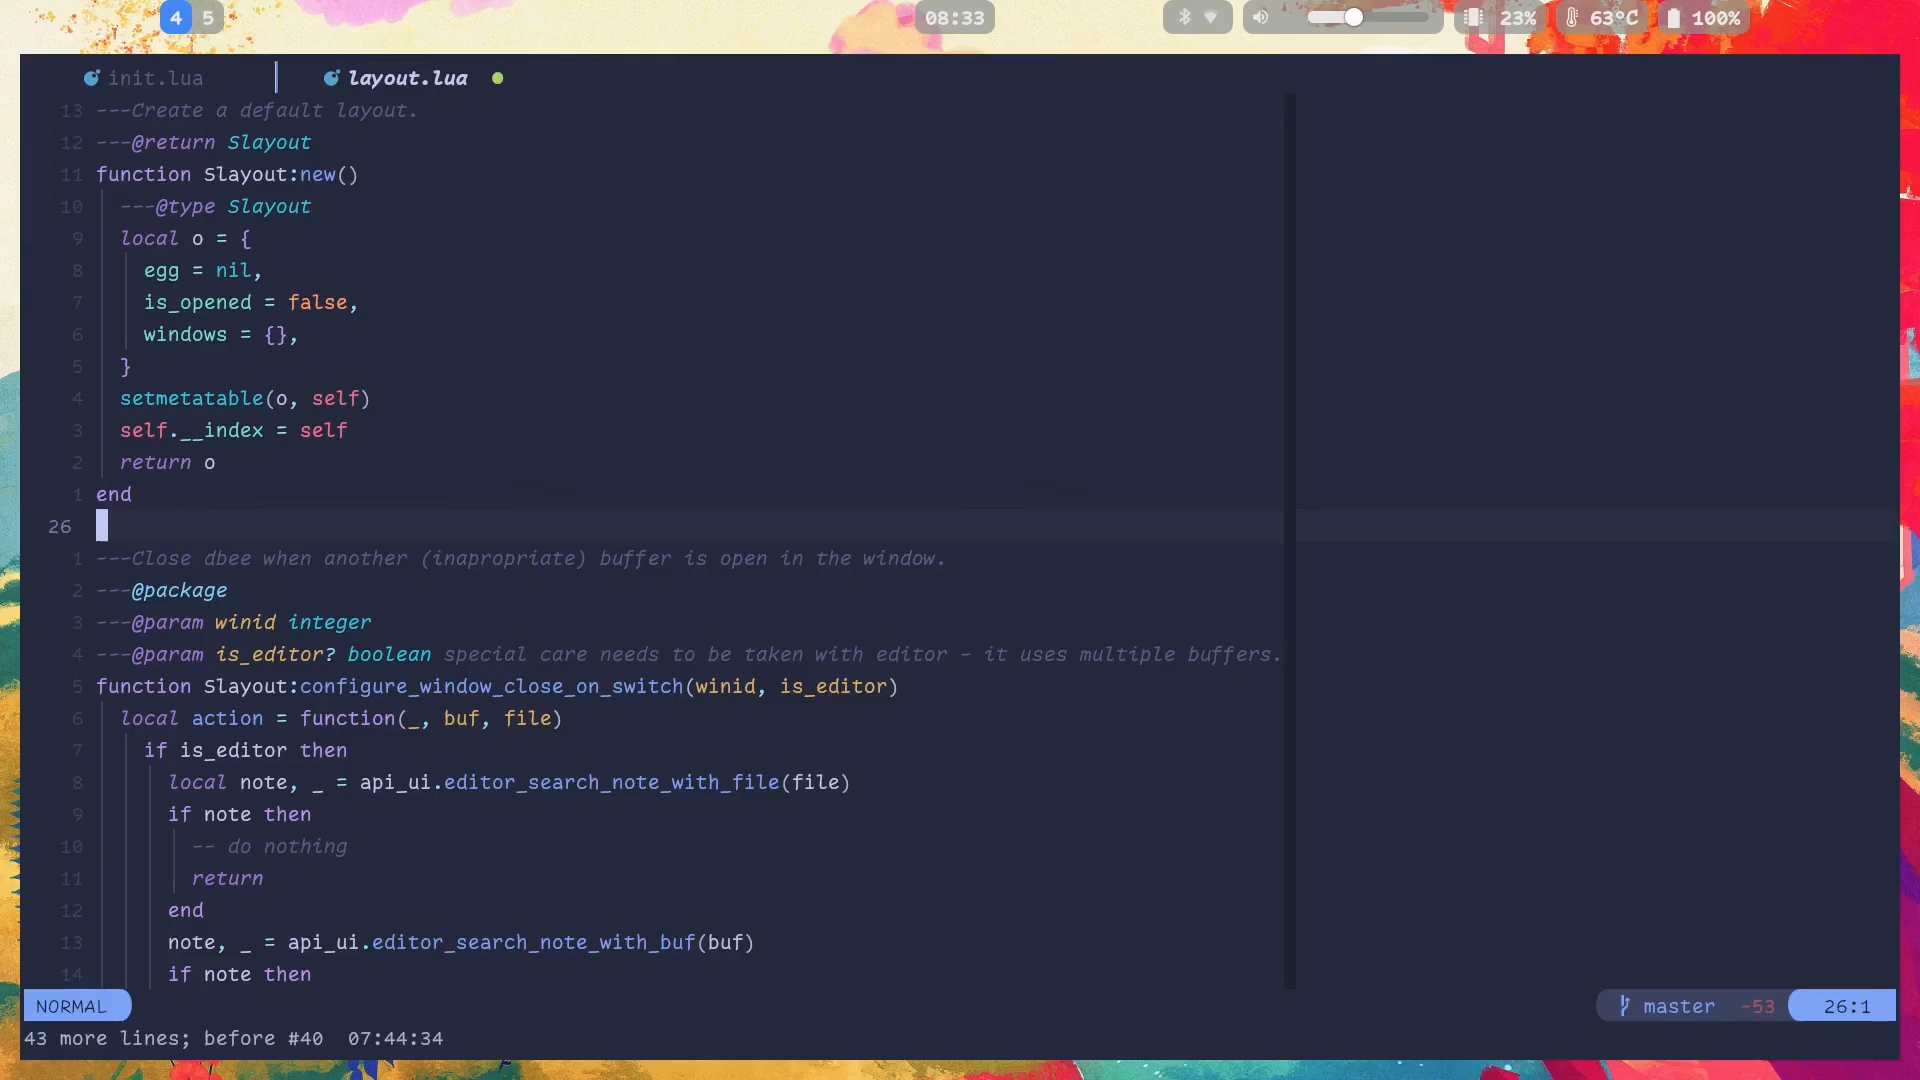 4 5 08:33 23% 63°C 100%
init.lua layout.lua
13 ---Create a default layout.
12 ---@return Slayout
11 function Slayout:new()
10 ---@type Slayout
9 local o = {
8 egg = nil,
7 is_opened = false,
6 windows = {},
5 }
4 setmetatable(o, self)
3 self.__index = self
2 return o
1 end
26
1 ---Close dbee when another (inapropriate) buffer is open in the window.
2 ---@package
3 ---@param winid integer
4 ---@param is_editor? boolean special care needs to be taken with editor - it uses multiple buffers.
5 function Slayout:configure_window_close_on_switch(winid, is_editor)
6 local action = function(_, buf, file)
7 if is_editor then
8 local note, _ = api_ui.editor_search_note_with_file(file)
9 if note then
10 -- do nothing
11 return
12 end
13 note, _ = api_ui.editor_search_note_with_buf(buf)
14 if note then
NORMAL master -53 26:1
43 more lines; before #40 07:44:34